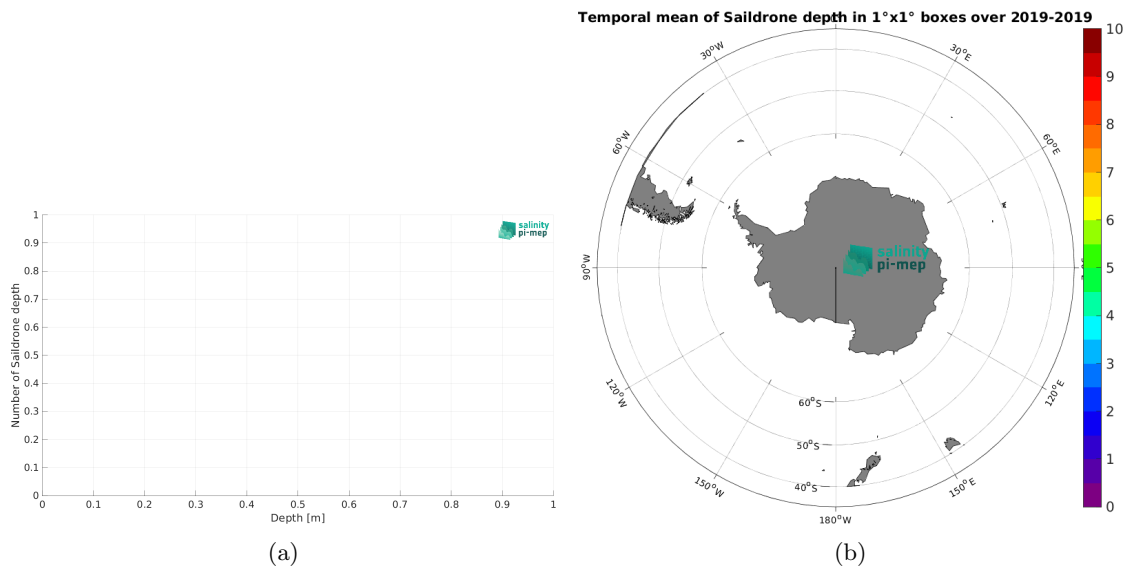 Temporal mean of Saildrone depth in 1°x1° boxes over 2019-2019
Number of Saildrone depth
1
0.9
0.8
0.7
0.6
0.5
0.4
0.3
0.2
0.1
0
0 0.1 0.2 0.3 0.4 0.5 0.6 0.7 0.8 0.9 1
Depth [m]
salinity
pi-mep
(a)
30°W
30°E
60°W
60°E
90°W
120°W
120°E
150°W
150°E
180°W
60°S
50°S
40°S
salinity
pi-mep
10
9
8
7
6
5
4
3
2
1
0
(b)